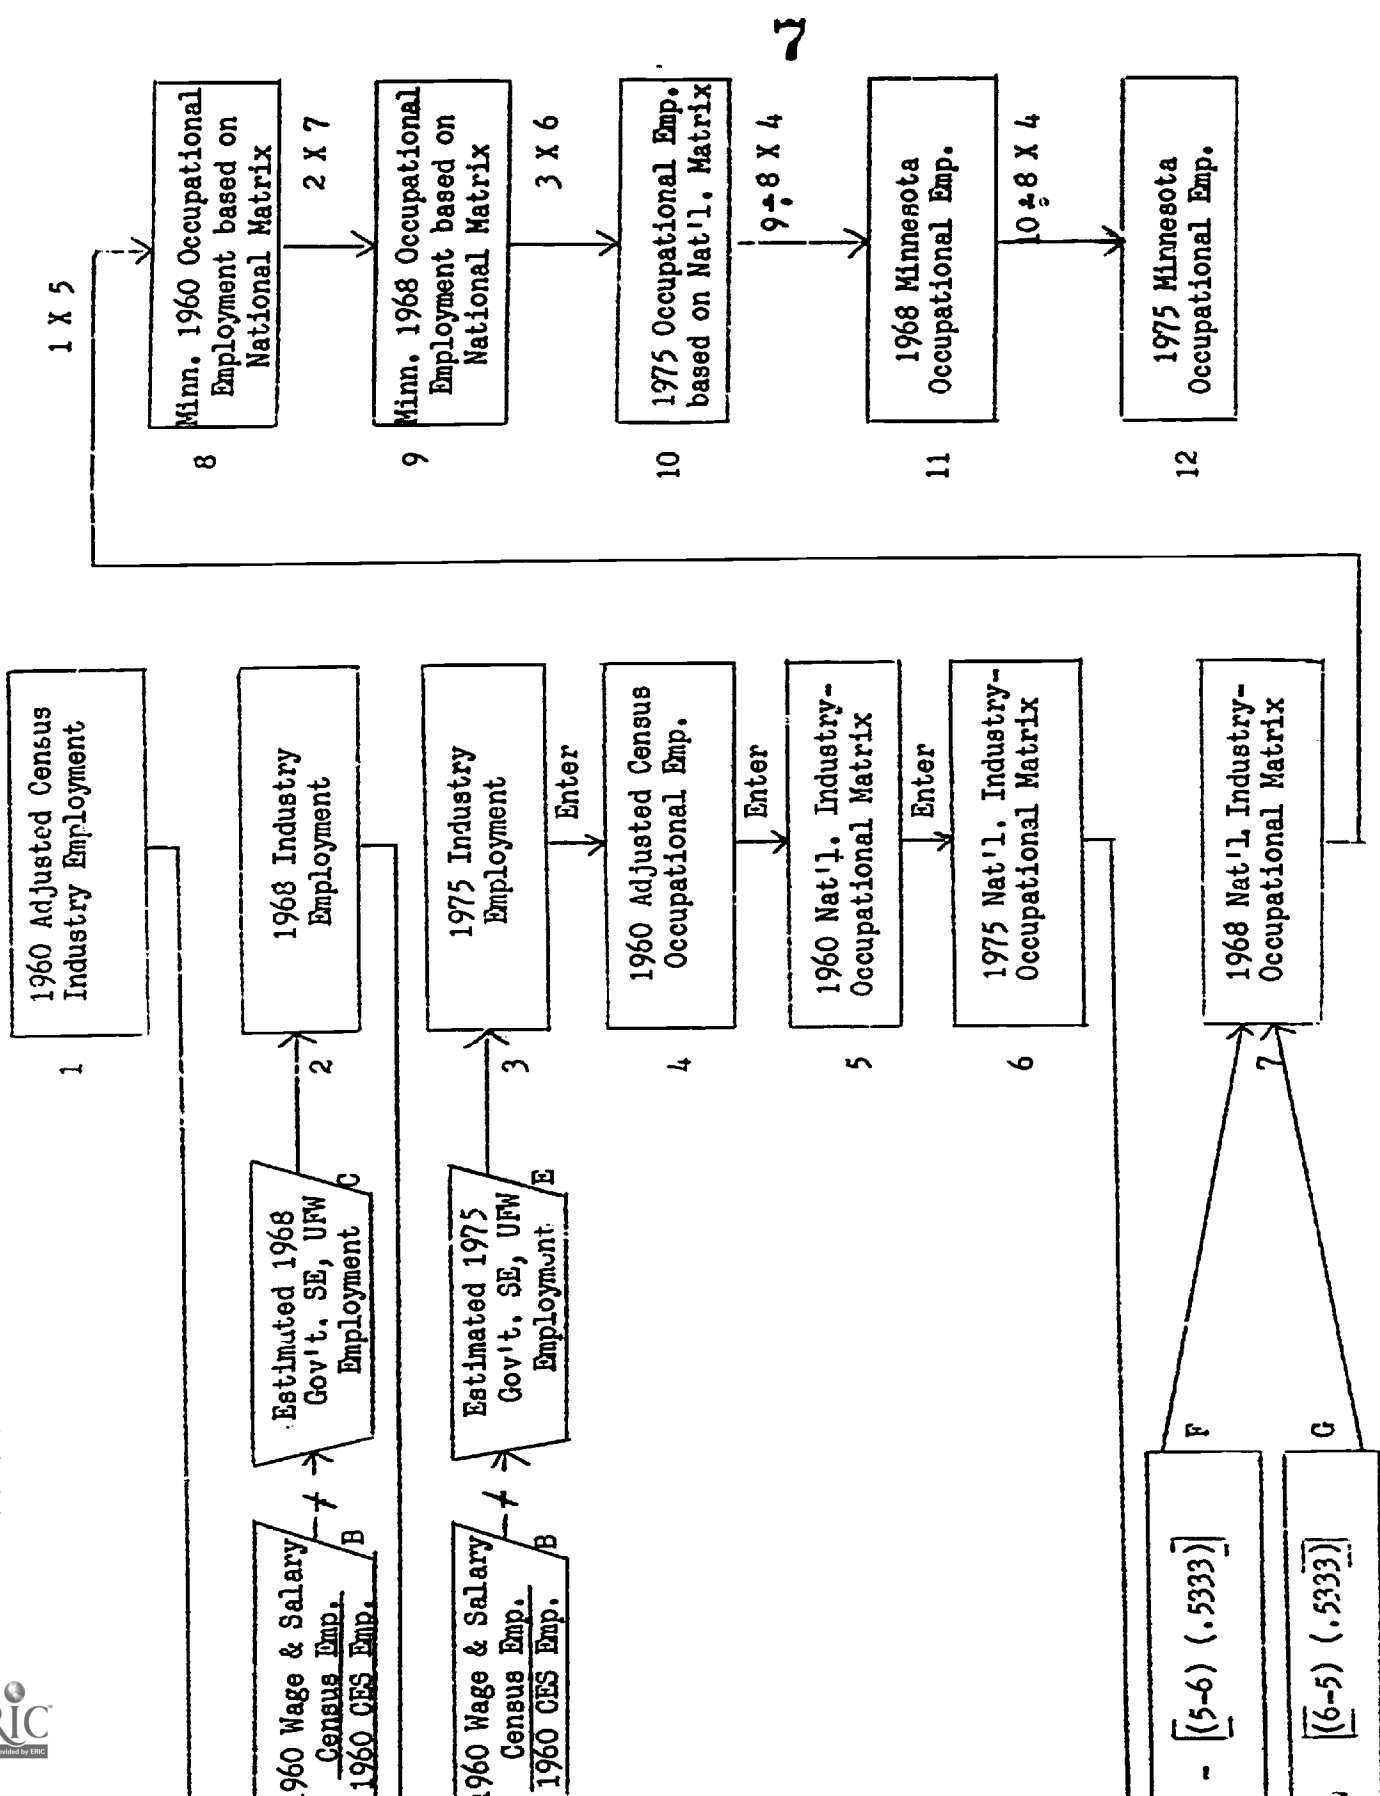 7
1 X 5
8
Minn. 1960 Occupational
Employment based on
National Matrix
2 X 7
9
Minn. 1968 Occupational
Employment based on
National Matrix
3 X 6
10
1975 Occupational Emp.
based on Nat'l. Matrix
9÷8 X 4
11
1968 Minnesota
Occupational Emp.
10÷8 X 4
12
1975 Minnesota
Occupational Emp.
1
1960 Adjusted Census
Industry Employment
2
1968 Industry
Employment
3
1975 Industry
Employment
Enter
4
1960 Adjusted Census
Occupational Emp.
Enter
5
1960 Nat'l. Industry-
Occupational Matrix
Enter
6
1975 Nat'l. Industry-
Occupational Matrix
7
1968 Nat'l Industry-
Occupational Matrix
Estimated 1968
Gov't. SE, UFW
Employment
C
Estimated 1975
Gov't. SE, UFW
Employment
E
960 Wage & Salary
Census Emp.
1960 CES Emp.
B
1960 Wage & Salary
Census Emp.
1960 CES Emp.
B
F
- [(5-6) (.5333)]
G
[(6-5) (.5333)]
RIC
ovided by ERIC